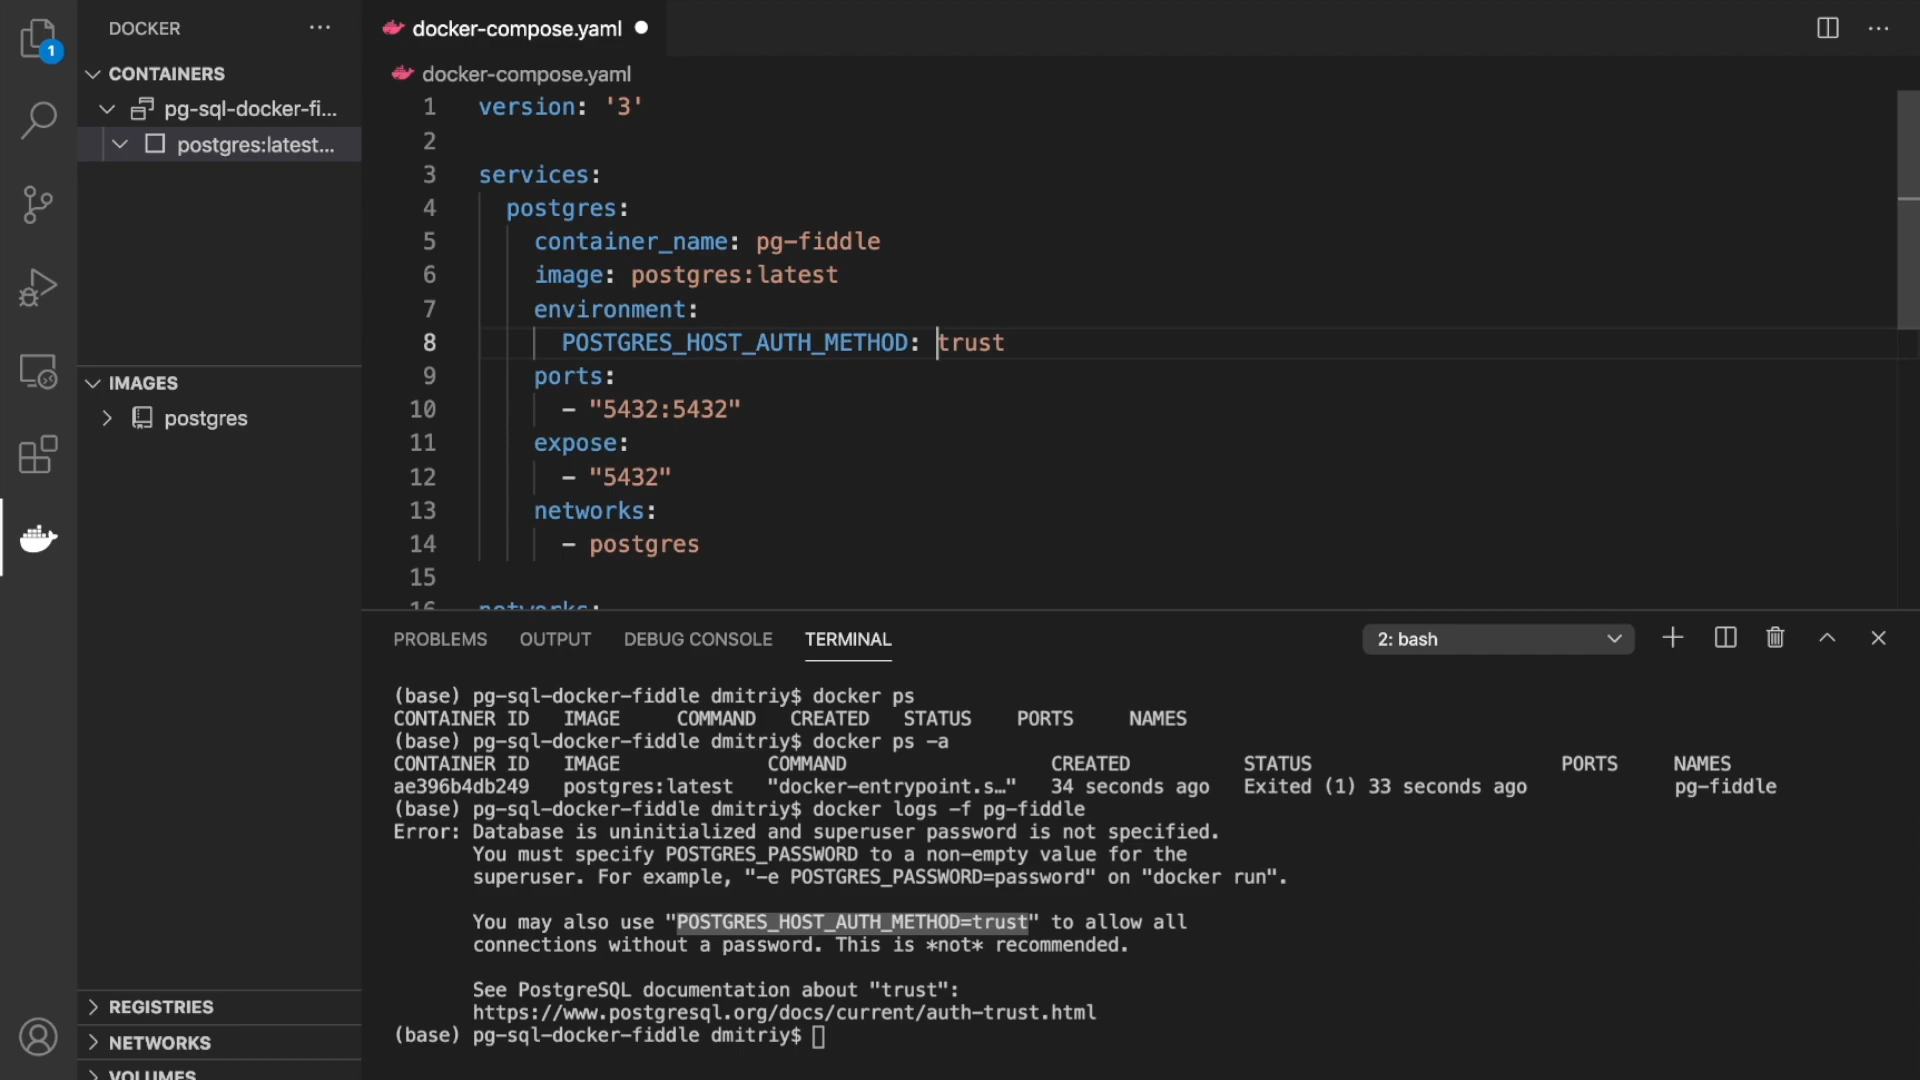 DOCKER
CONTAINERS
pg-sql-docker-fi...
postgres:latest...
IMAGES
postgres
REGISTRIES
NETWORKS
VOLUMES
1
docker-compose.yaml
docker-compose.yaml
1 version: '3'
2
3 services:
4 postgres:
5 container_name: pg-fiddle
6 image: postgres:latest
7 environment:
8 POSTGRES_HOST_AUTH_METHOD: trust
9 ports:
10 - "5432:5432"
11 expose:
12 - "5432"
13 networks:
14 - postgres
15
16 networks:
PROBLEMS OUTPUT DEBUG CONSOLE TERMINAL 2: bash
(base) pg-sql-docker-fiddle dmitriy$ docker ps
CONTAINER ID IMAGE COMMAND CREATED STATUS PORTS NAMES
(base) pg-sql-docker-fiddle dmitriy$ docker ps -a
CONTAINER ID IMAGE COMMAND CREATED STATUS PORTS NAMES
ae396b4db249 postgres:latest "docker-entrypoint.s…" 34 seconds ago Exited (1) 33 seconds ago pg-fiddle
(base) pg-sql-docker-fiddle dmitriy$ docker logs -f pg-fiddle
Error: Database is uninitialized and superuser password is not specified.
You must specify POSTGRES_PASSWORD to a non-empty value for the
superuser. For example, "-e POSTGRES_PASSWORD=password" on "docker run".
You may also use "POSTGRES_HOST_AUTH_METHOD=trust" to allow all
connections without a password. This is *not* recommended.
See PostgreSQL documentation about "trust":
https://www.postgresql.org/docs/current/auth-trust.html
(base) pg-sql-docker-fiddle dmitriy$